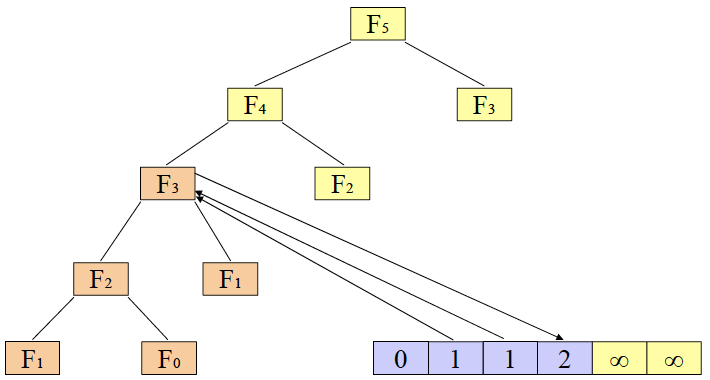 F₅
F₄ F₃
F₃ F₂
F₂ F₁
F₁ F₀ 0 1 1 2 ∞ ∞